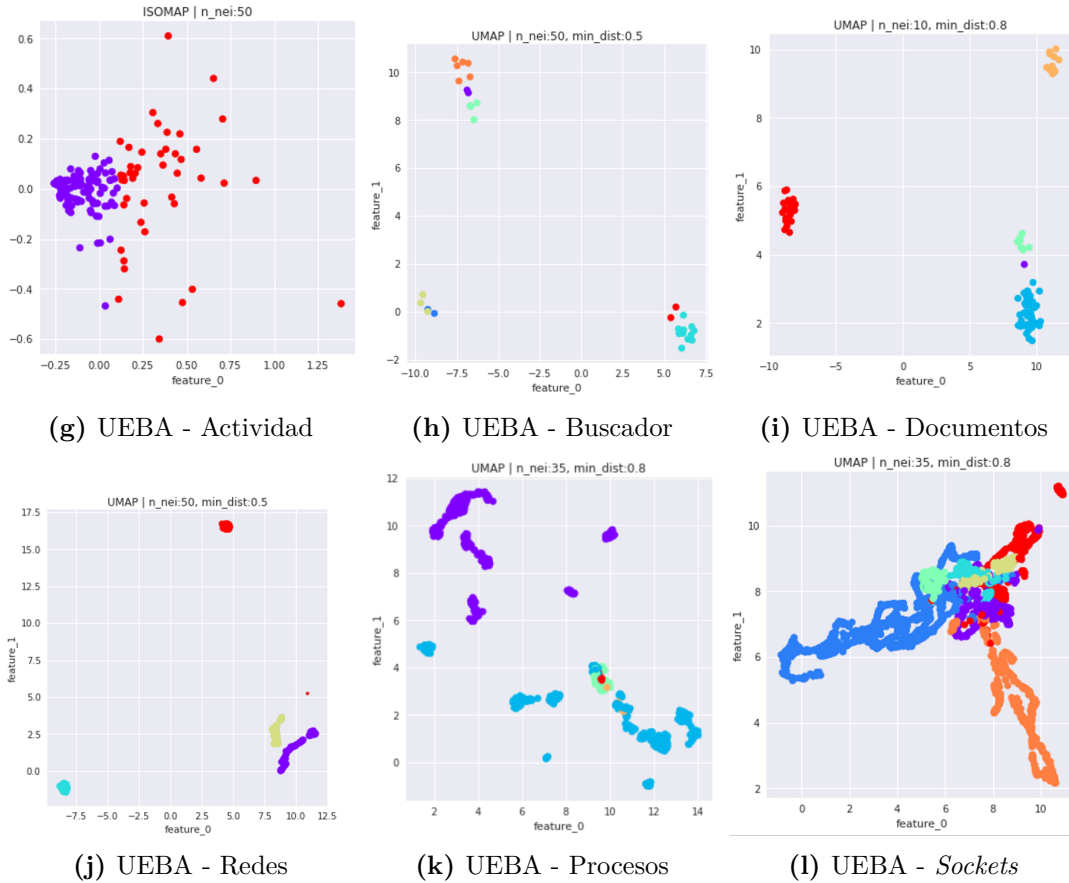 ISOMAP | n_nei:50
0.6
0.4
0.2
0.0
−0.2
−0.4
−0.6
−0.25 0.00 0.25 0.50 0.75 1.00 1.25
feature_0
(g) UEBA - Actividad
UMAP | n_nei:50, min_dist:0.5
feature_1
10
8
6
4
2
0
−2
−10.0 −7.5 −5.0 −2.5 0.0 2.5 5.0 7.5
feature_0
(h) UEBA - Buscador
UMAP | n_nei:10, min_dist:0.8
feature_1
10
8
6
4
2
−10 −5 0 5 10
feature_0
(i) UEBA - Documentos
UMAP | n_nei:50, min_dist:0.5
feature_1
17.5
15.0
12.5
10.0
7.5
5.0
2.5
0.0
−7.5 −5.0 −2.5 0.0 2.5 5.0 7.5 10.0 12.5
feature_0
(j) UEBA - Redes
UMAP | n_nei:35, min_dist:0.8
feature_1
12
10
8
6
4
2
0
2 4 6 8 10 12 14
feature_0
(k) UEBA - Procesos
UMAP | n_nei:35, min_dist:0.8
feature_1
10
8
6
4
2
0 2 4 6 8 10
feature_0
(l) UEBA - Sockets